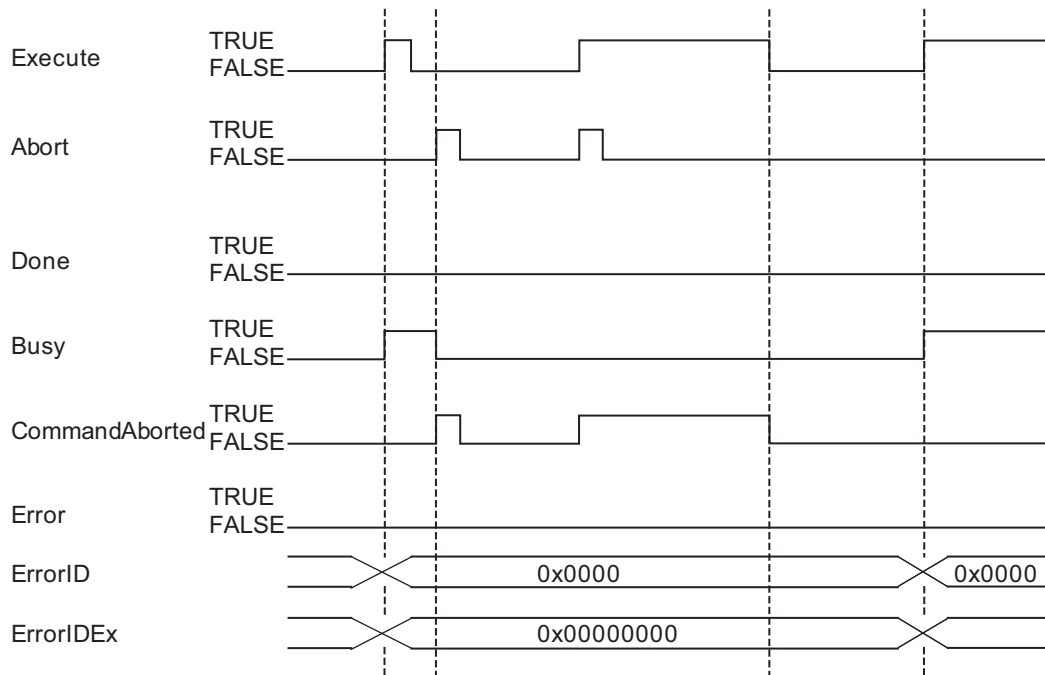 Execute TRUE
FALSE
Abort TRUE
FALSE
Done TRUE
FALSE
Busy TRUE
FALSE
CommandAborted TRUE
FALSE
Error TRUE
FALSE
ErrorID 0x0000 0x0000
ErrorIDEx 0x00000000